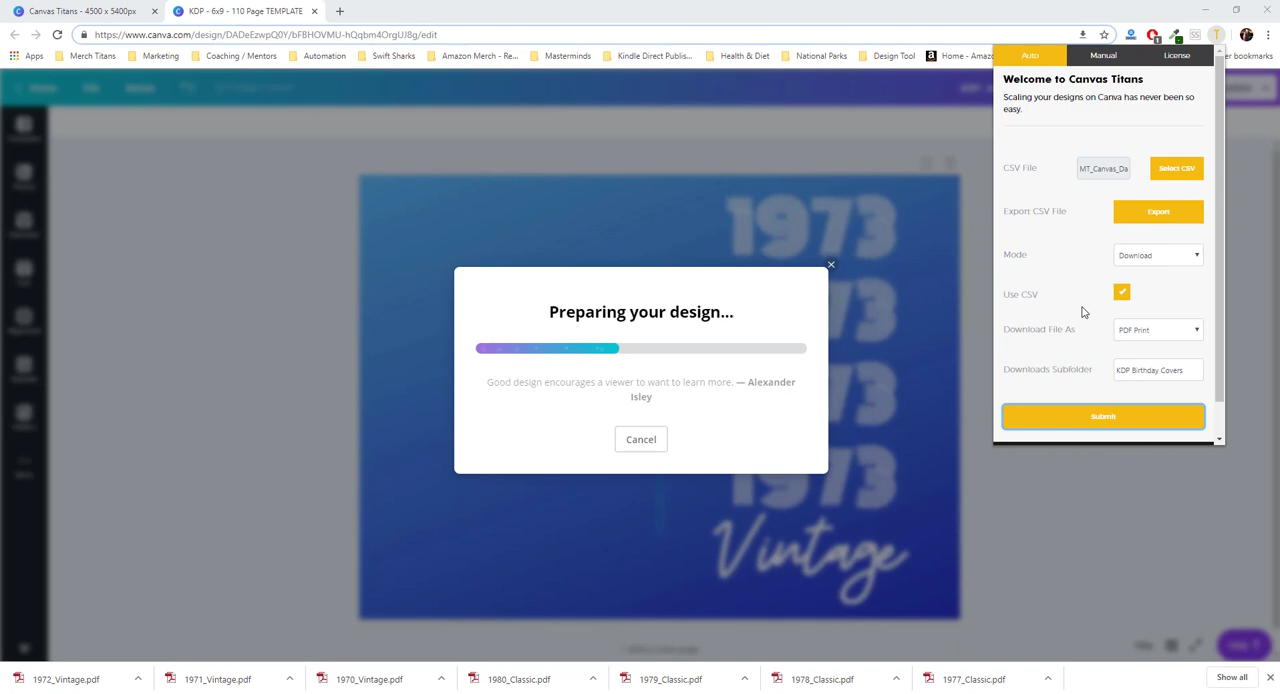 Canvas Titans - 4500 x 5400px
KDP - 6x9 - 110 Page TEMPLATE
https://www.canva.com/design/DADeEzwpQ0Y/bFBHOVMU-hQqbm4OrgUJ8g/edit
Apps Merch Titans Marketing Coaching / Mentors Automation Swift Sharks Amazon Merch - Re... Masterminds Kindle Direct Publis... Health & Diet National Parks Design Tool Home - Amaz er bookmarks
Auto Manual License
Welcome to Canvas Titans
Scaling your designs on Canva has never been so
easy.
CSV File MT_Canvas_Da Select CSV
Export CSV File Export
Mode Download
Use CSV
Download File As PDF Print
Downloads Subfolder KDP Birthday Covers
Submit
1973
1973
Preparing your design...
Good design encourages a viewer to want to learn more. — Alexander
Isley
Cancel
1973
Vintage
1972_Vintage.pdf 1971_Vintage.pdf 1970_Vintage.pdf 1980_Classic.pdf 1979_Classic.pdf 1978_Classic.pdf 1977_Classic.pdf Show all